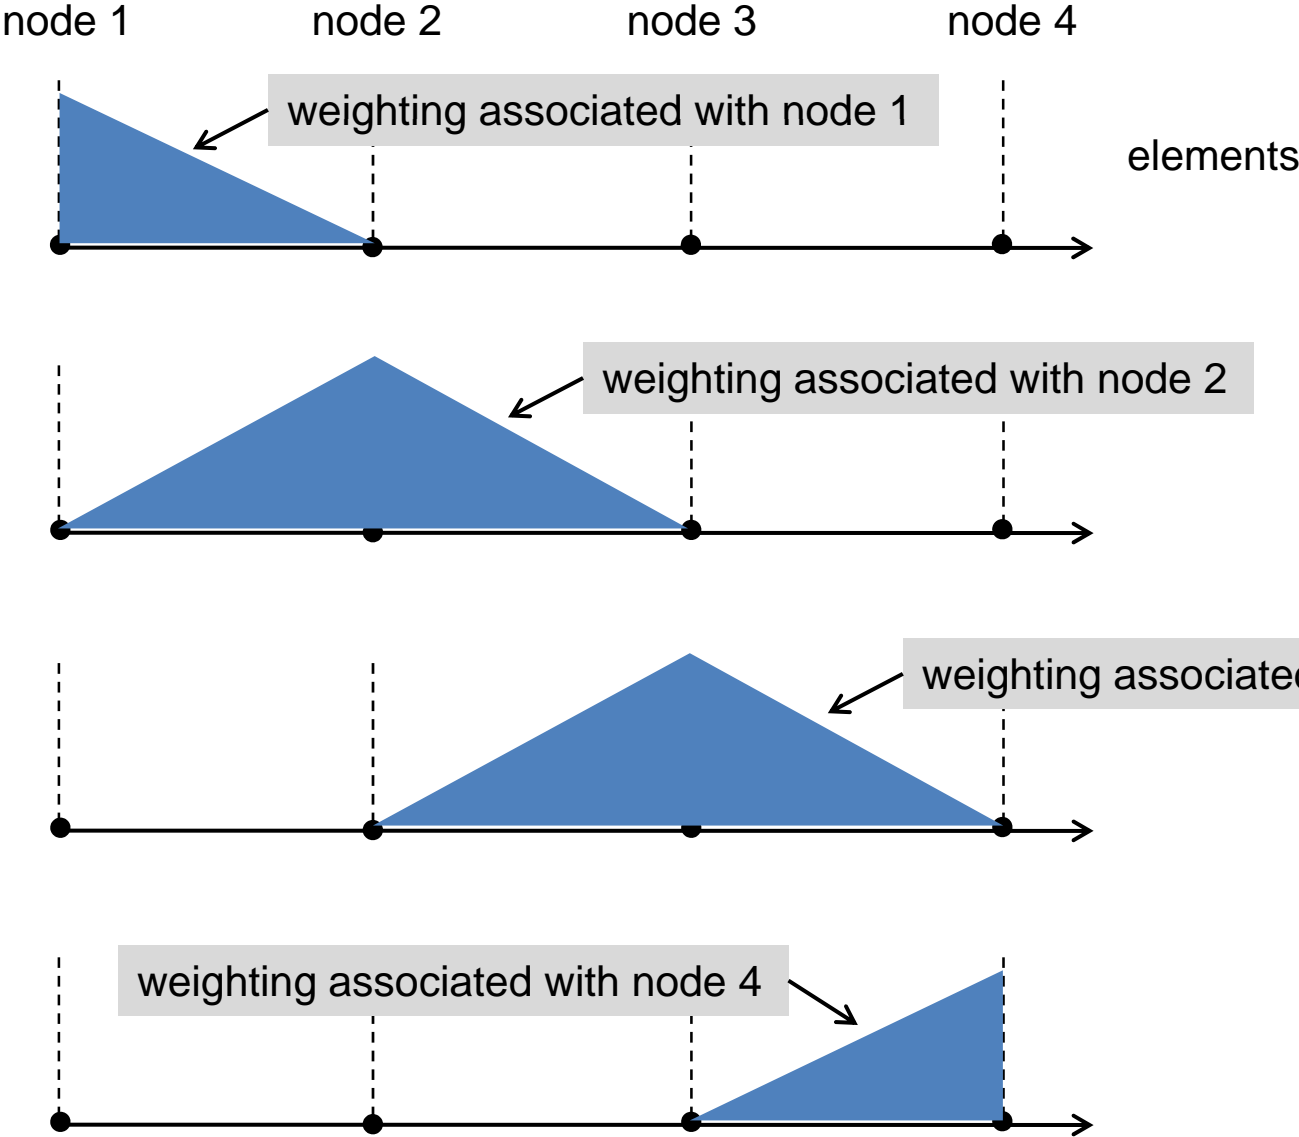 node 1 node 2 node 3 node 4
weighting associated with node 1
elements
weighting associated with node 2
weighting
weighting associated with node 4